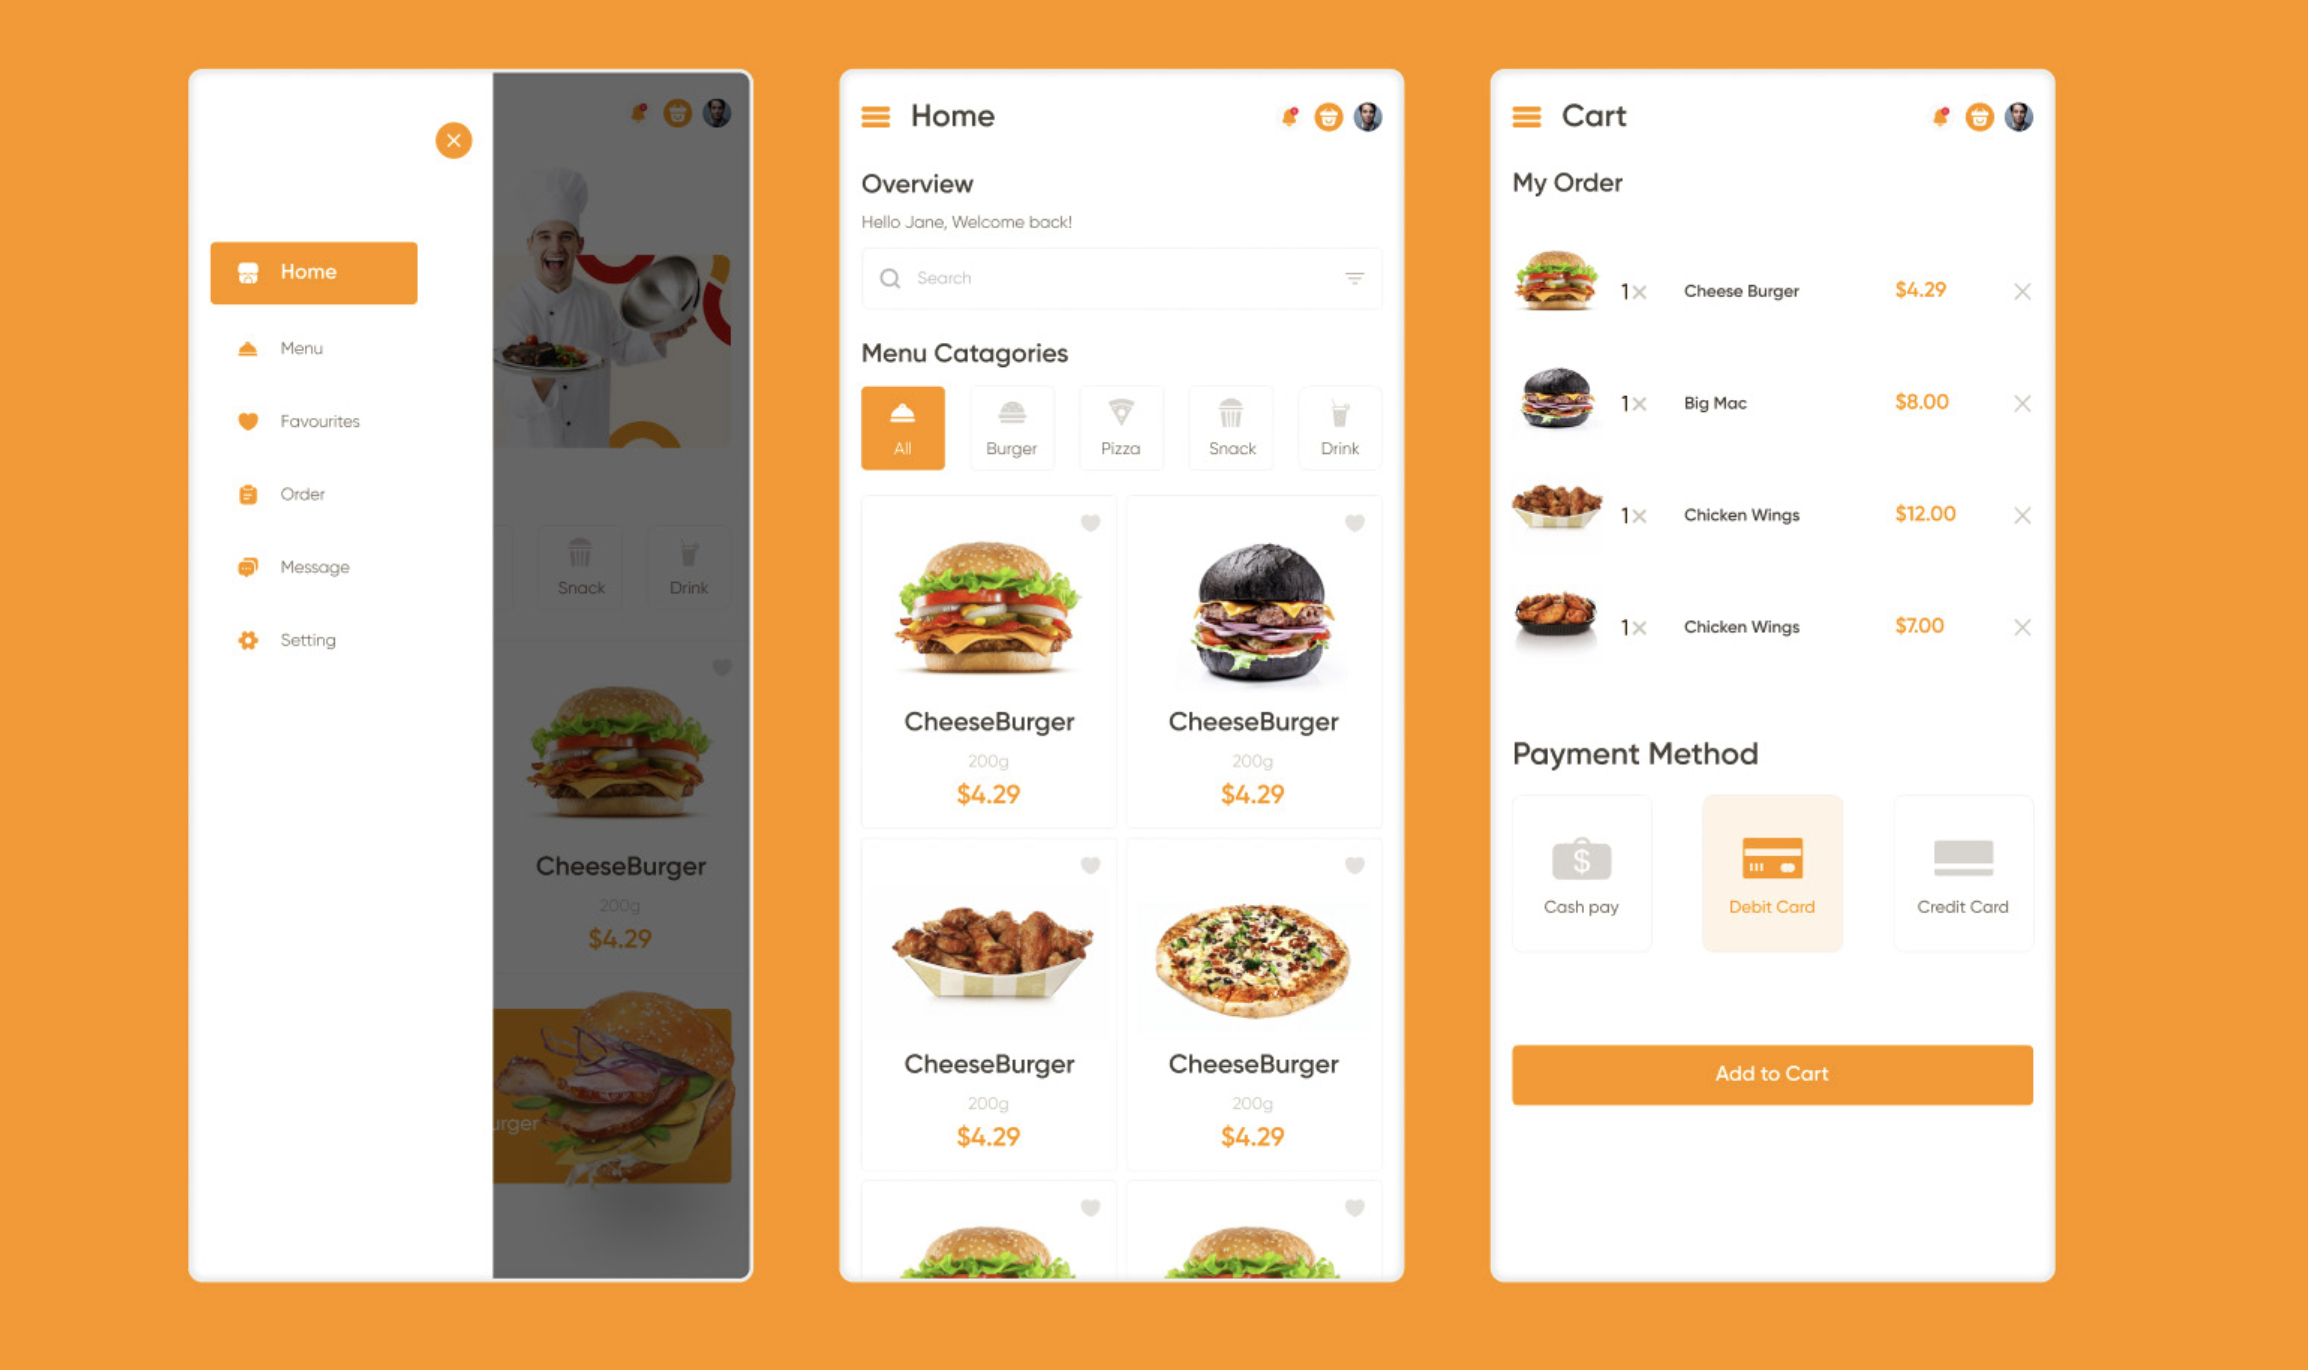 Home
Menu
Favourites
Order
Message
Setting
Snack
Drink
CheeseBurger
200g
$4.29
Home
Overview
Hello Jane, Welcome back!
Search
Menu Catagories
All
Burger
Pizza
Snack
Drink
CheeseBurger
200g
$4.29
CheeseBurger
200g
$4.29
CheeseBurger
200g
$4.29
CheeseBurger
200g
$4.29
Cart
My Order
1× Cheese Burger $4.29
1× Big Mac $8.00
1× Chicken Wings $12.00
1× Chicken Wings $7.00
Payment Method
$
Cash pay
Debit Card
Credit Card
Add to Cart